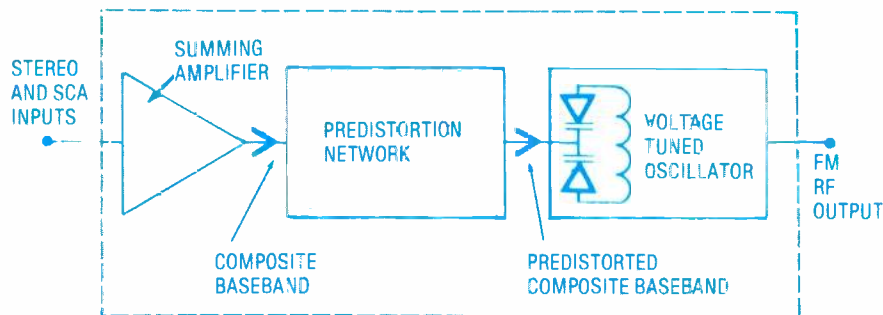 STEREO
AND SCA
INPUTS
SUMMING
AMPLIFIER
PREDISTORTION
NETWORK
VOLTAGE
TUNED
OSCILLATOR
FM
RF
OUTPUT
COMPOSITE
BASEBAND
PREDISTORTED
COMPOSITE BASEBAND